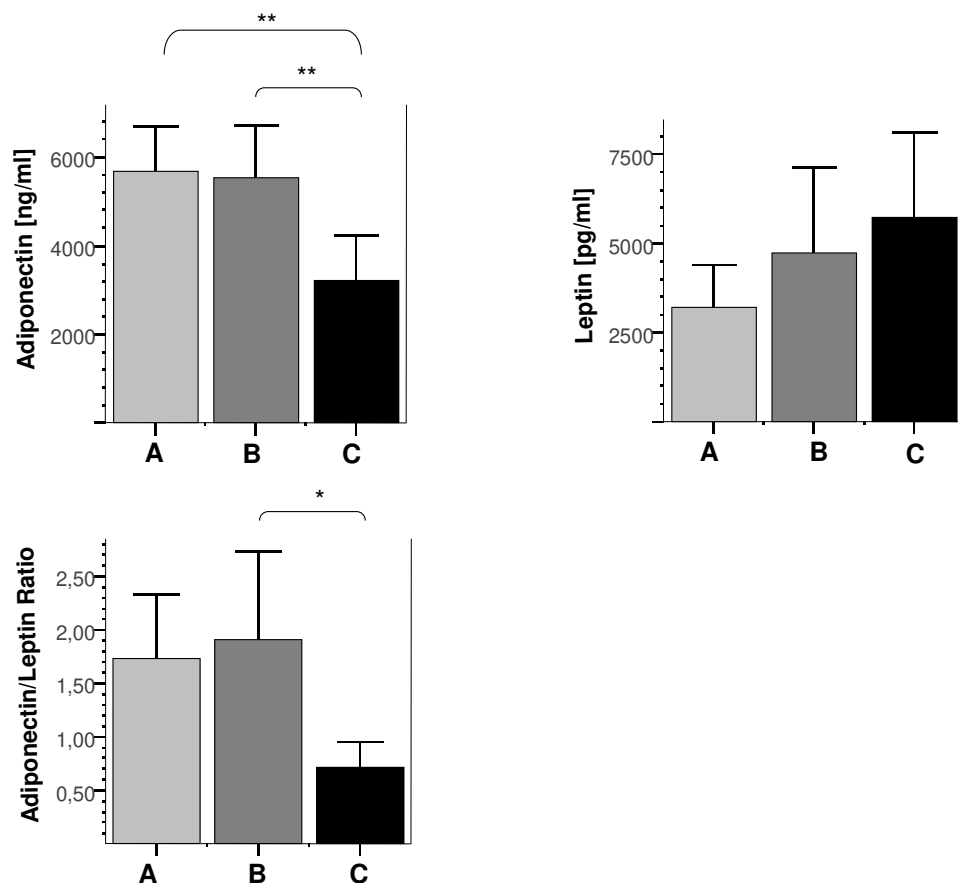 **
**
Adiponectin [ng/ml]
6000
4000
2000
A B C
Leptin [pg/ml]
7500
5000
2500
A B C
*
Adiponectin/Leptin Ratio
2,50
2,00
1,50
1,00
0,50
A B C